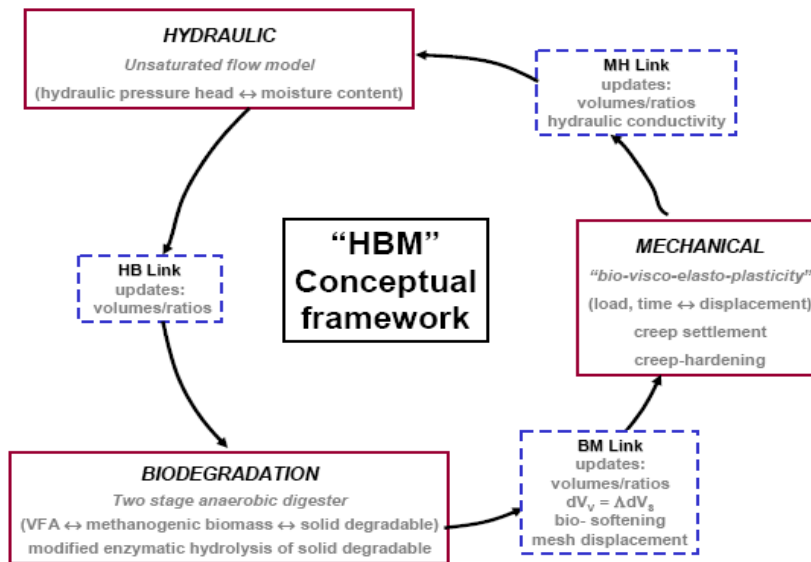 HYDRAULIC
Unsaturated flow model
(hydraulic pressure head ↔ moisture content)
MH Link
updates:
volumes/ratios
hydraulic conductivity
HB Link
updates:
volumes/ratios
“HBM”
Conceptual
framework
MECHANICAL
“bio-visco-elasto-plasticity”
(load, time ↔ displacement)
creep settlement
creep-hardening
BIODEGRADATION
Two stage anaerobic digester
(VFA ↔ methanogenic biomass ↔ solid degradable)
modified enzymatic hydrolysis of solid degradable
BM Link
updates:
volumes/ratios
dVᵥ = ΛdVₛ
bio- softening
mesh displacement